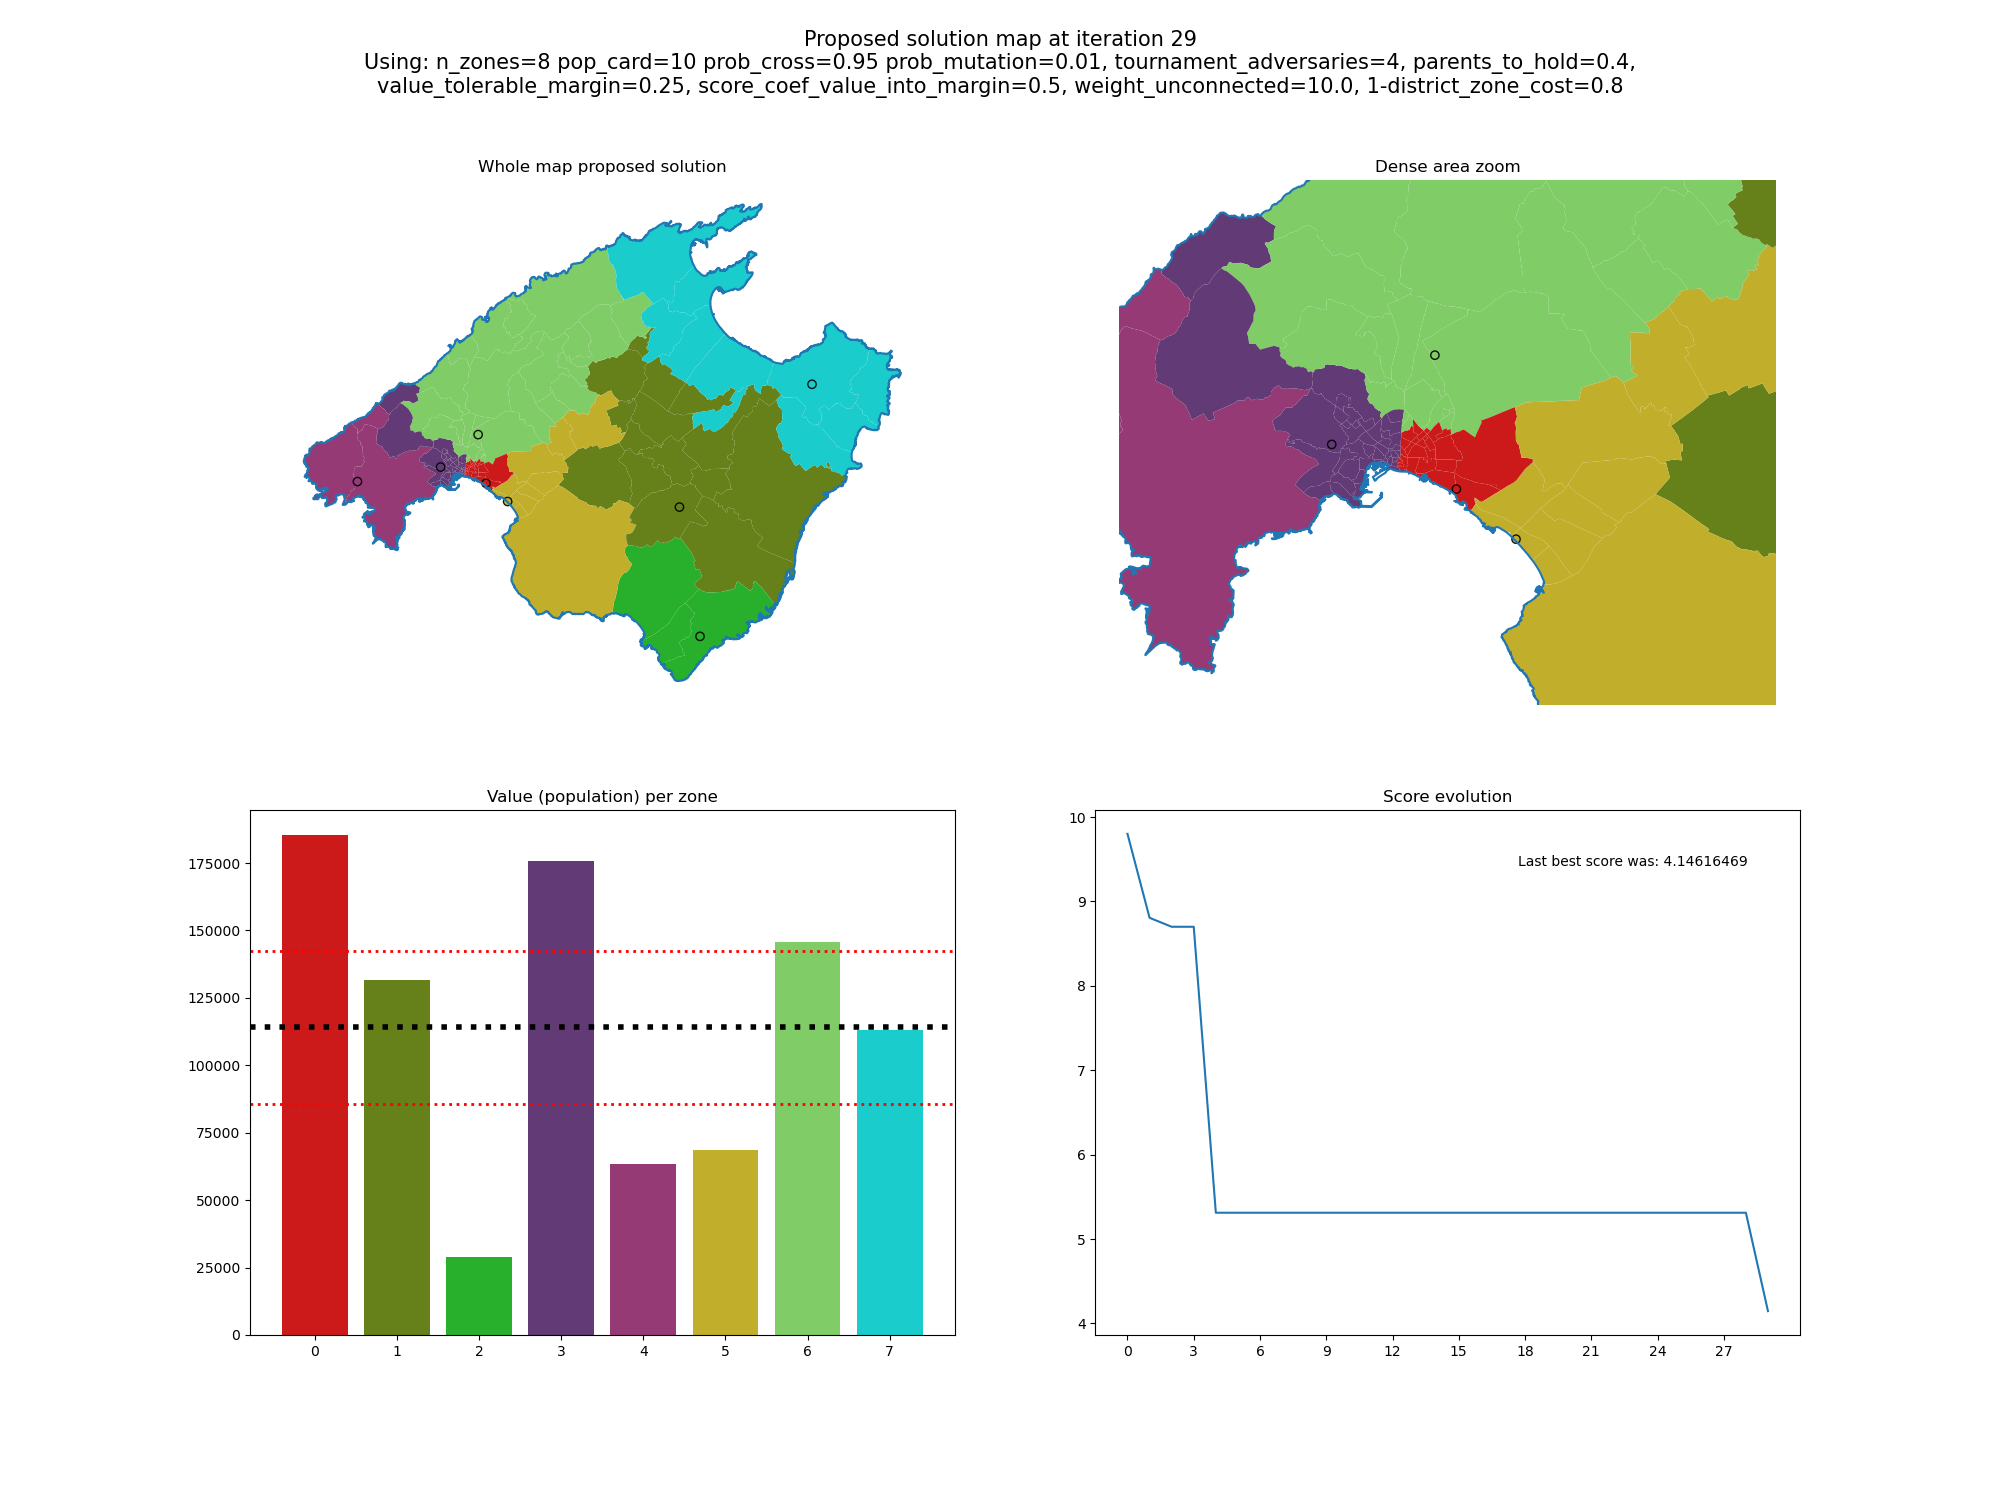 Proposed solution map at iteration 29
Using: n_zones=8 pop_card=10 prob_cross=0.95 prob_mutation=0.01, tournament_adversaries=4, parents_to_hold=0.4,
value_tolerable_margin=0.25, score_coef_value_into_margin=0.5, weight_unconnected=10.0, 1-district_zone_cost=0.8
Whole map proposed solution
Dense area zoom
Value (population) per zone
175000
150000
125000
100000
75000
50000
25000
0
0 1 2 3 4 5 6 7
Score evolution
Last best score was: 4.14616469
10
9
8
7
6
5
4
0 3 6 9 12 15 18 21 24 27